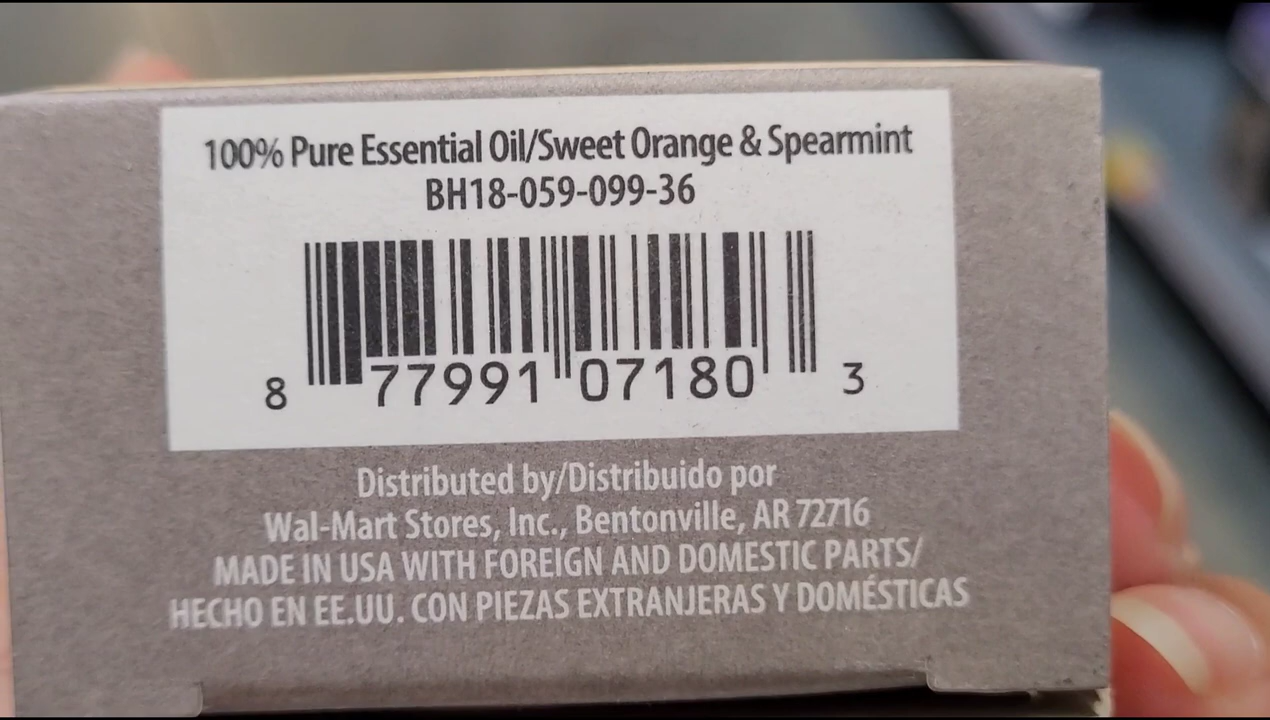 100% Pure Essential Oil/Sweet Orange & Spearmint
BH18-059-099-36
8 77991 07180 3
Distributed by/Distribuido por
Wal-Mart Stores, Inc., Bentonville, AR 72716
MADE IN USA WITH FOREIGN AND DOMESTIC PARTS/
HECHO EN EE.UU. CON PIEZAS EXTRANJERAS Y DOMÉSTICAS